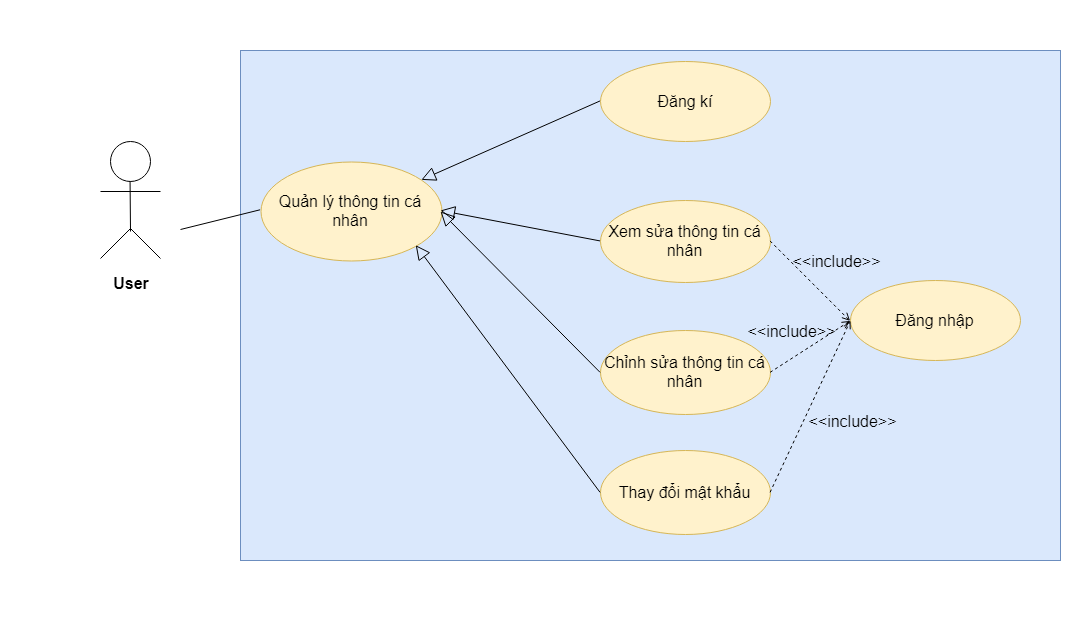 Đăng kí
Quản lý thông tin cá
nhân
Xem sửa thông tin cá
nhân
<<include>>
User
Đăng nhập
<<include>>
Chỉnh sửa thông tin cá
nhân
<<include>>
Thay đổi mật khẩu